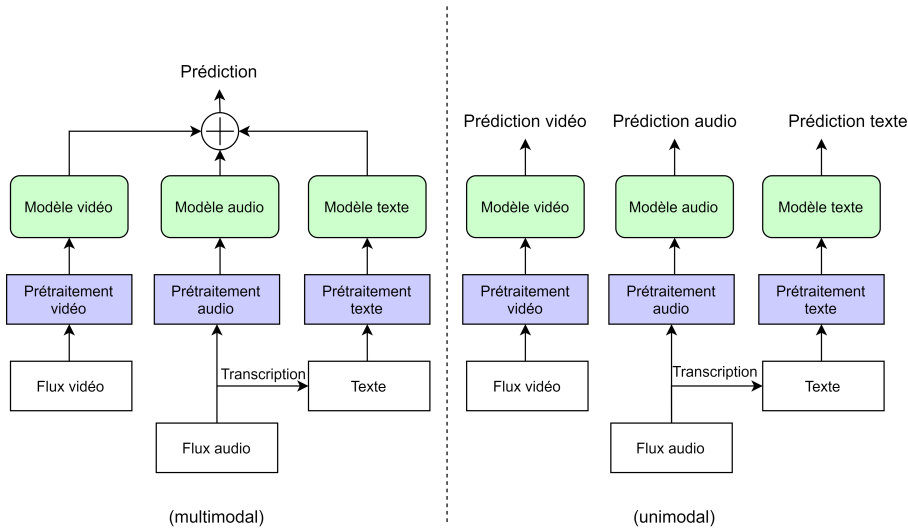 Prédiction
Modèle vidéo
Modèle audio
Modèle texte
Prétraitement
vidéo
Prétraitement
audio
Prétraitement
texte
Flux vidéo
Transcription
Texte
Flux audio
(multimodal)
Prédiction vidéo
Prédiction audio
Prédiction texte
Modèle vidéo
Modèle audio
Modèle texte
Prétraitement
vidéo
Prétraitement
audio
Prétraitement
texte
Flux vidéo
Transcription
Texte
Flux audio
(unimodal)